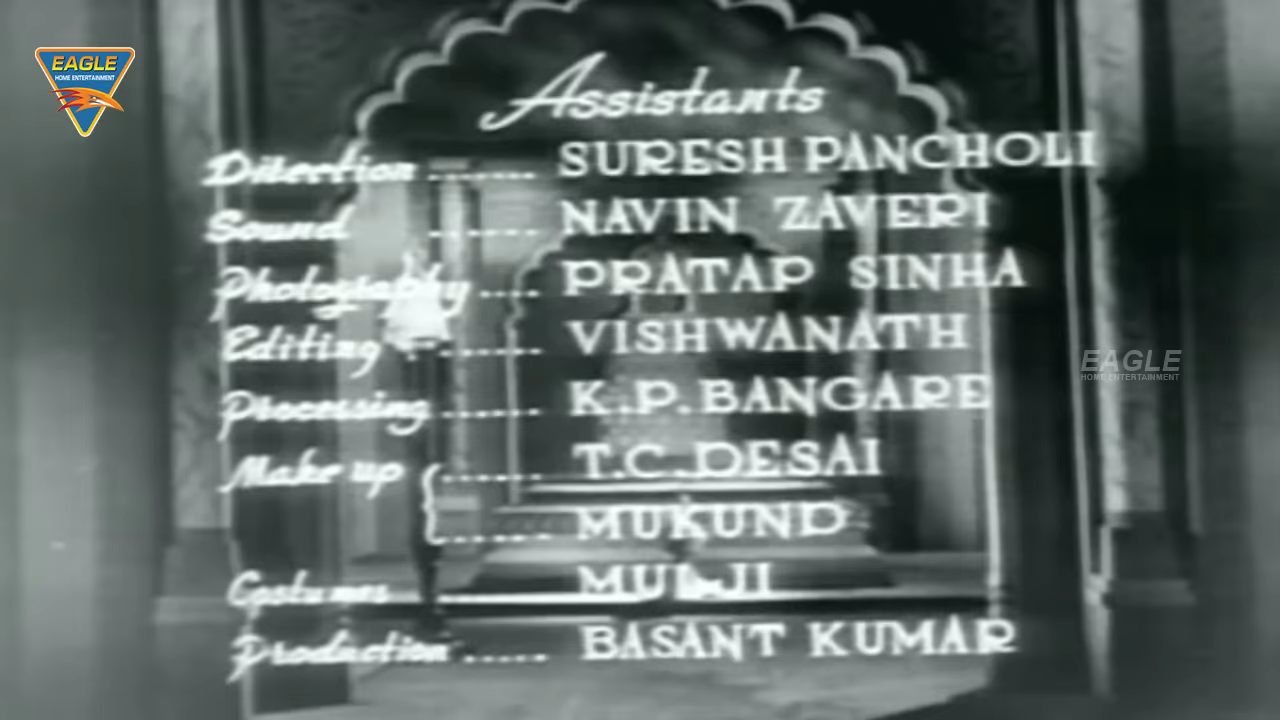 EAGLE
HOME ENTERTAINMENT
Assistants
Direction ....... SURESH PANCHOLI
Sound ...... NAVIN ZAVERI
Photography .... PRATAP SINHA
Editing ...... VISHWANATH
Processing ...... K.P. BANGARE
Make up ...... T.C. DESAI
...... MUKUND
Costumes MULJI
Production ..... BASANT KUMAR
EAGLE
HOME ENTERTAINMENT